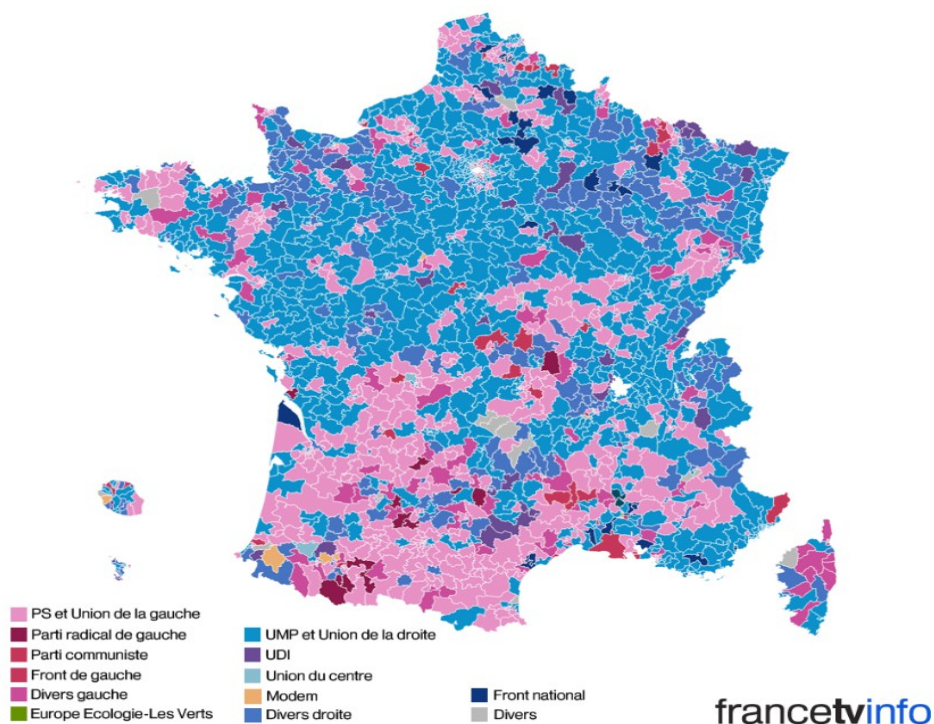 PS et Union de la gauche
Parti radical de gauche
Parti communiste
Front de gauche
Divers gauche
Europe Ecologie-Les Verts
UMP et Union de la droite
UDI
Union du centre
Modem
Divers droite
Front national
Divers
francetvinfo